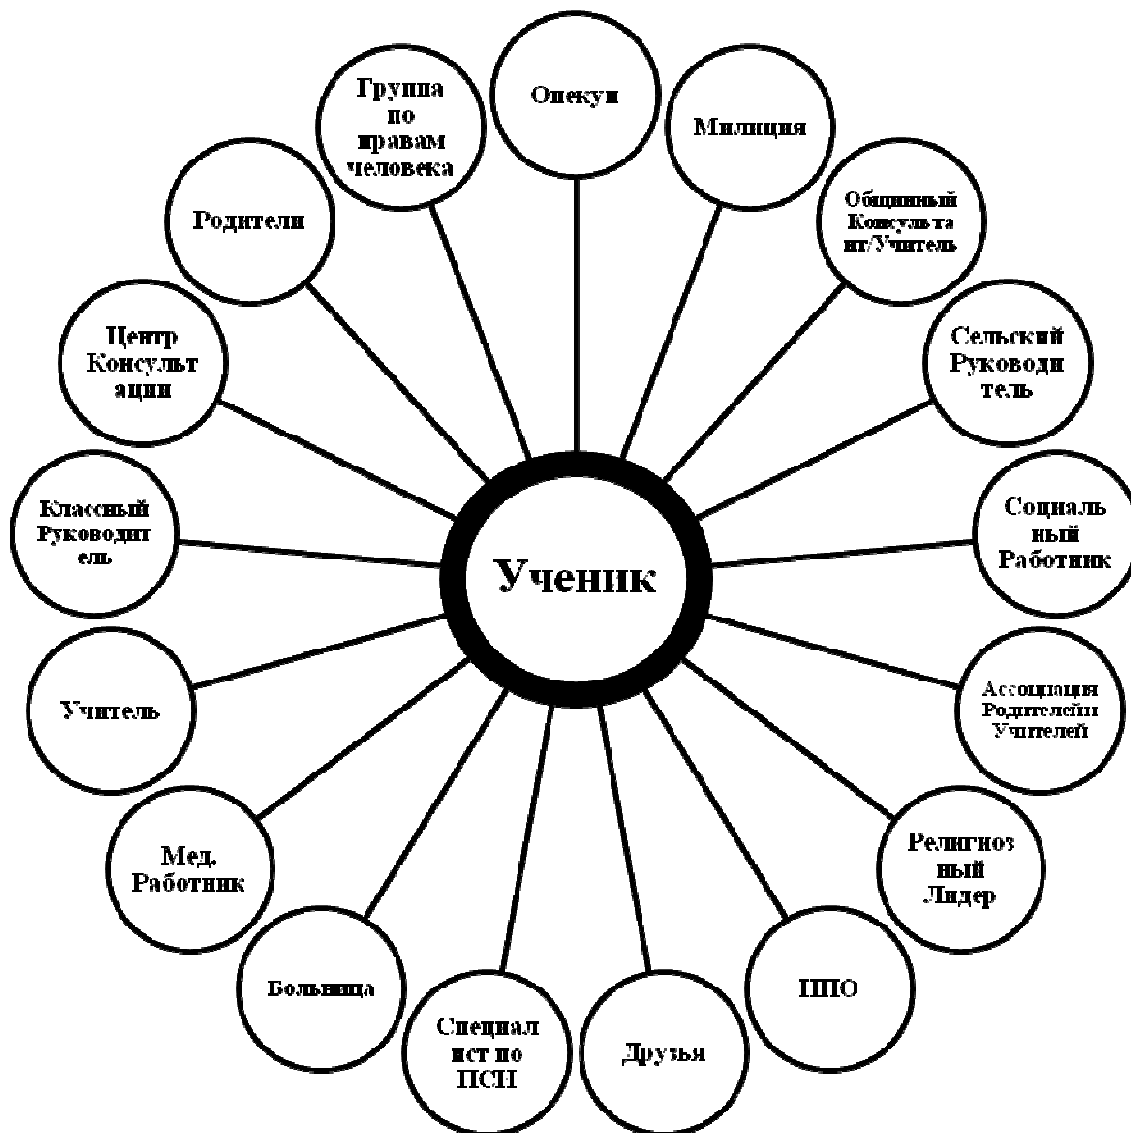 Опекун
Милиция
Общинный
Консульта
нт/Учитель
Сельский
Руководи
тель
Социаль
ный
Работник
Ассоциация
Родителей и
Учителей
Религиоз
ный
Лидер
НПО
Друзья
Специал
ист по
ПСП
Больница
Мед.
Работник
Учитель
Классный
Руководит
ель
Центр
Консульт
ации
Родители
Группа
по
правам
человека
Ученик